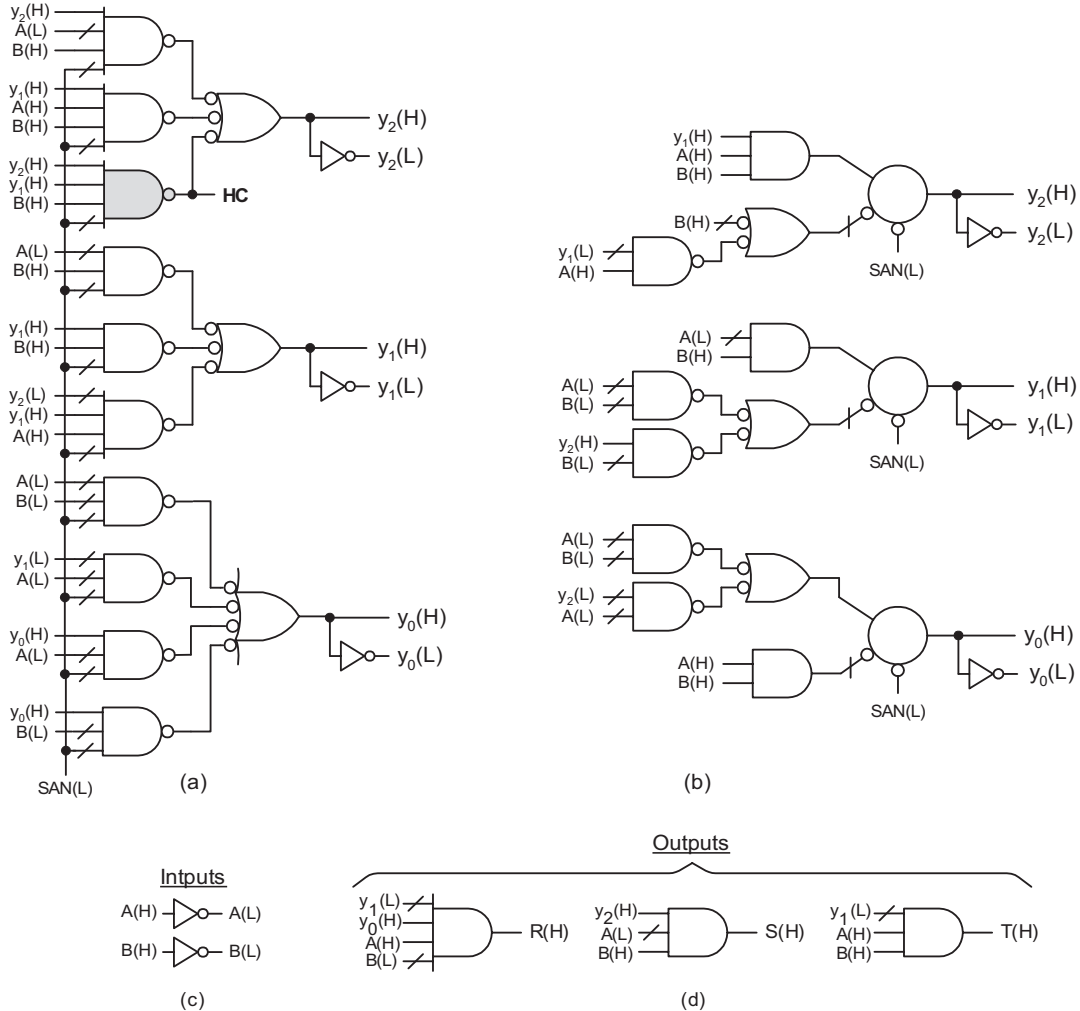 y2(H)
A(L)
B(H)
y1(H)
A(H)
B(H)
y2(H)
y1(H)
B(H)
HC
y2(H)
y2(L)
A(L)
B(H)
y1(H)
B(H)
y2(L)
y1(H)
A(H)
y1(H)
y1(L)
A(L)
B(L)
y1(L)
A(L)
y0(H)
A(L)
y0(H)
B(L)
y0(H)
y0(L)
SAN(L)
(a)
y1(H)
A(H)
B(H)
B(H)
y1(L)
A(H)
SAN(L)
y2(H)
y2(L)
A(L)
B(H)
A(L)
B(L)
y2(H)
B(L)
SAN(L)
y1(H)
y1(L)
A(L)
B(L)
y2(L)
A(L)
A(H)
B(H)
SAN(L)
y0(H)
y0(L)
(b)
Intputs
A(H) A(L)
B(H) B(L)
(c)
Outputs
y1(L)
y0(H)
A(H)
B(L)
R(H)
y2(H)
A(L)
B(H)
S(H)
y1(L)
A(H)
B(H)
T(H)
(d)